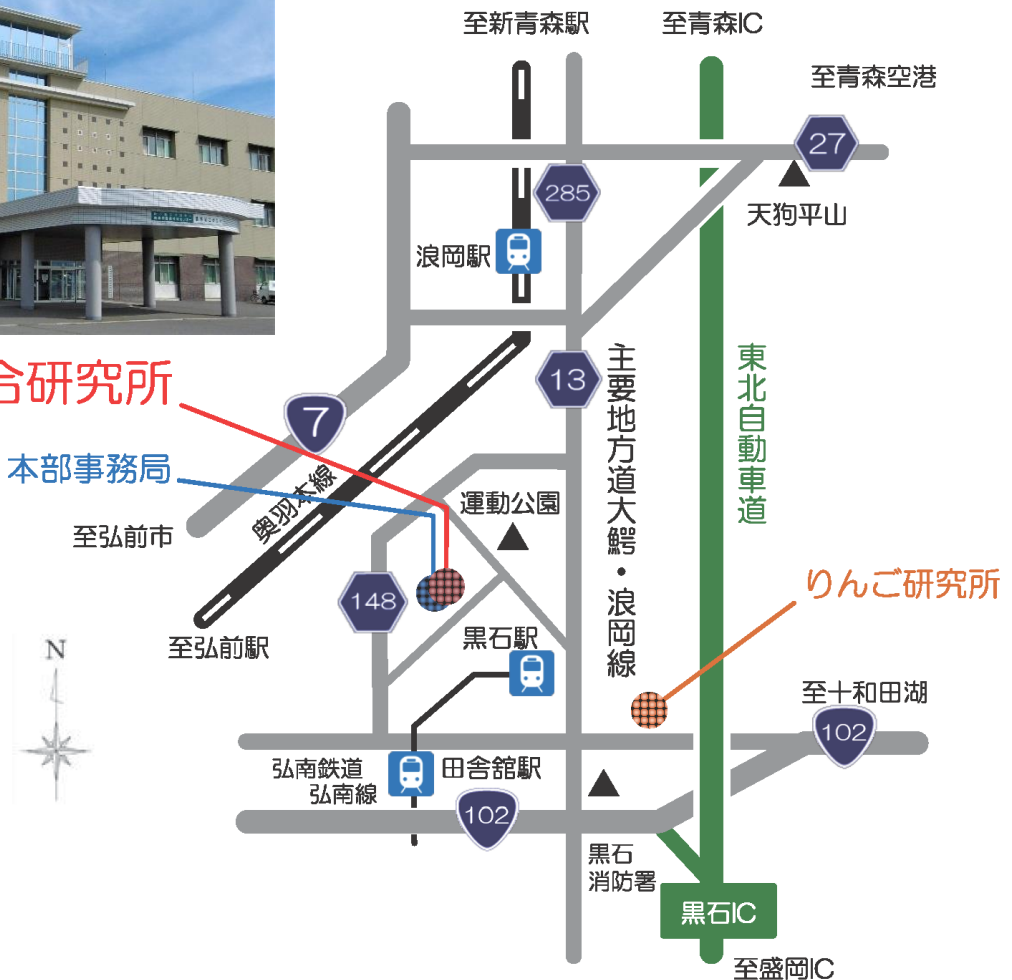 至新青森駅
至青森IC
至青森空港
27
285
天狗平山
浪岡駅
合研究所
13
主要地方道大鰐・浪岡線
東北自動車道
7
本部事務局
奥羽本線
運動公園
至弘前市
りんご研究所
148
黒石駅
至弘前駅
N
至十和田湖
102
弘南鉄道
弘南線
田舎館駅
102
黒石
消防署
黒石IC
至盛岡IC